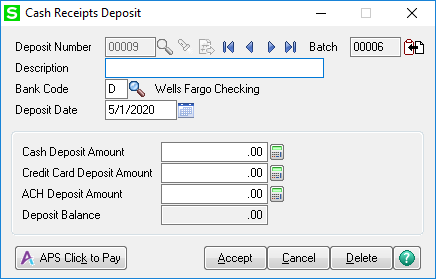 S Cash Receipts Deposit
Deposit Number 00009 Batch 00006
Description
Bank Code D Wells Fargo Checking
Deposit Date 5/1/2020
Cash Deposit Amount .00
Credit Card Deposit Amount .00
ACH Deposit Amount .00
Deposit Balance .00
APS Click to Pay Accept Cancel Delete ?